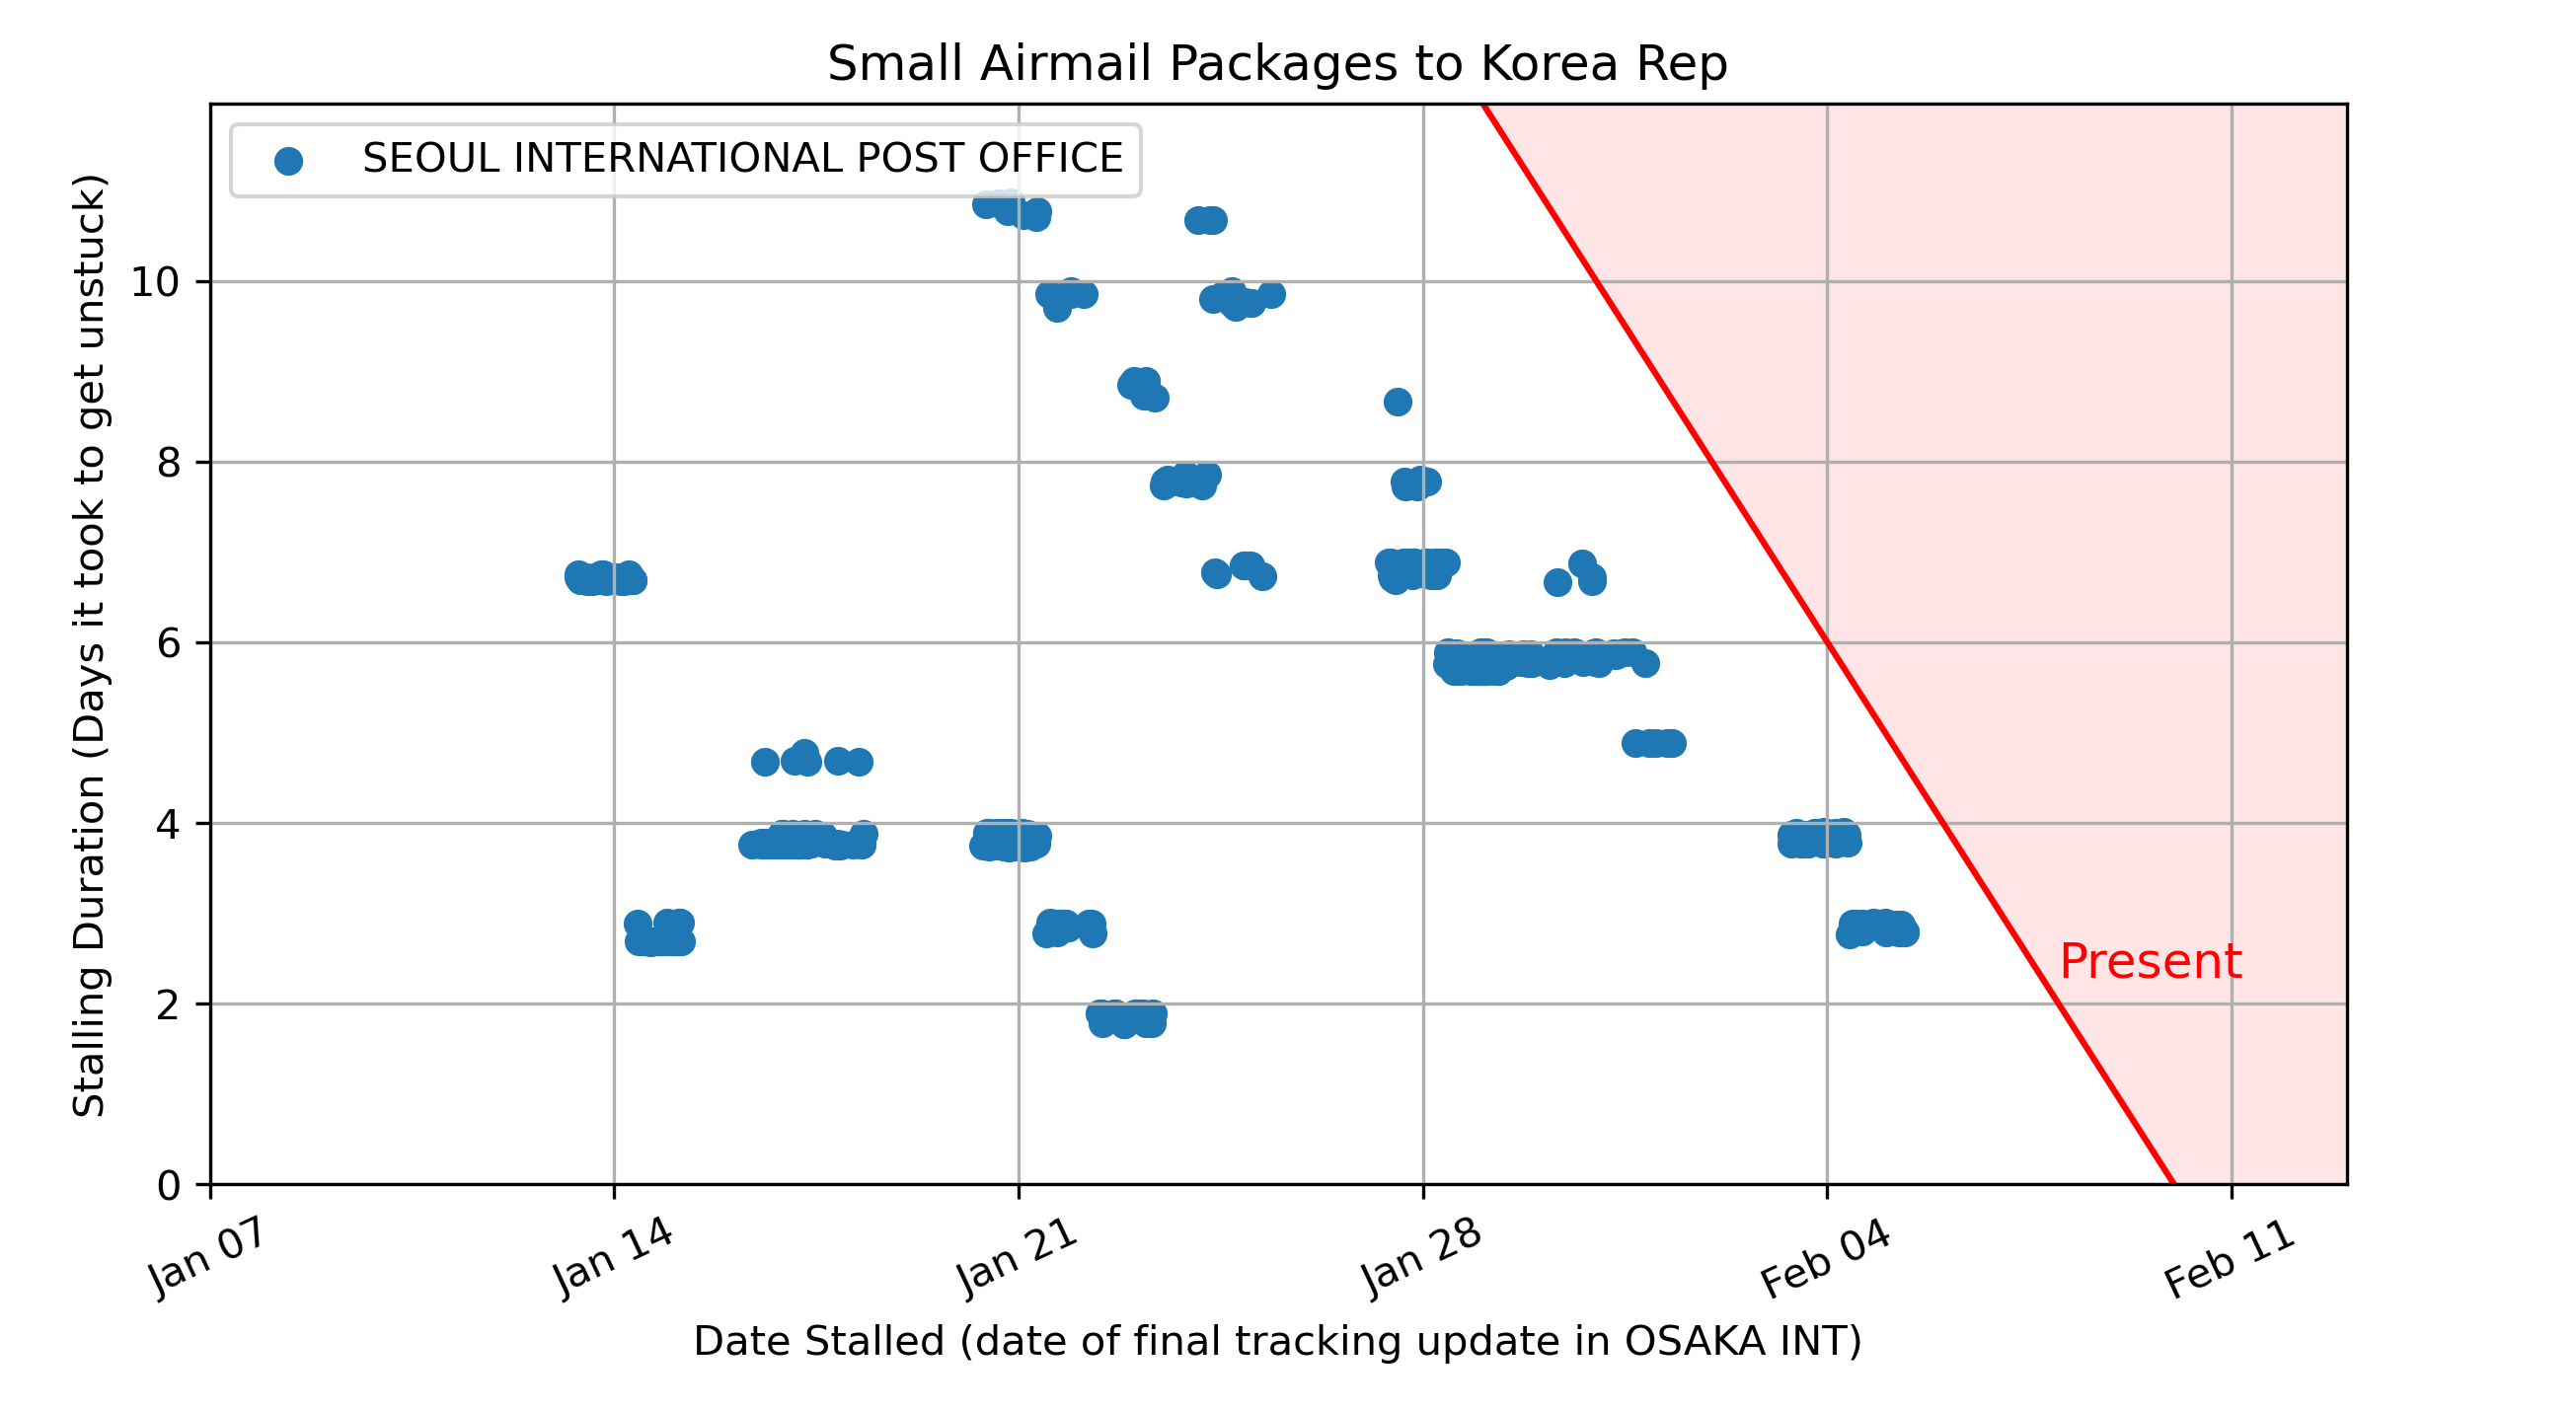 Small Airmail Packages to Korea Rep
SEOUL INTERNATIONAL POST OFFICE
Stalling Duration (Days it took to get unstuck)
10
8
6
4
2
0
Present
Jan 07
Jan 14
Jan 21
Jan 28
Feb 04
Feb 11
Date Stalled (date of final tracking update in OSAKA INT)